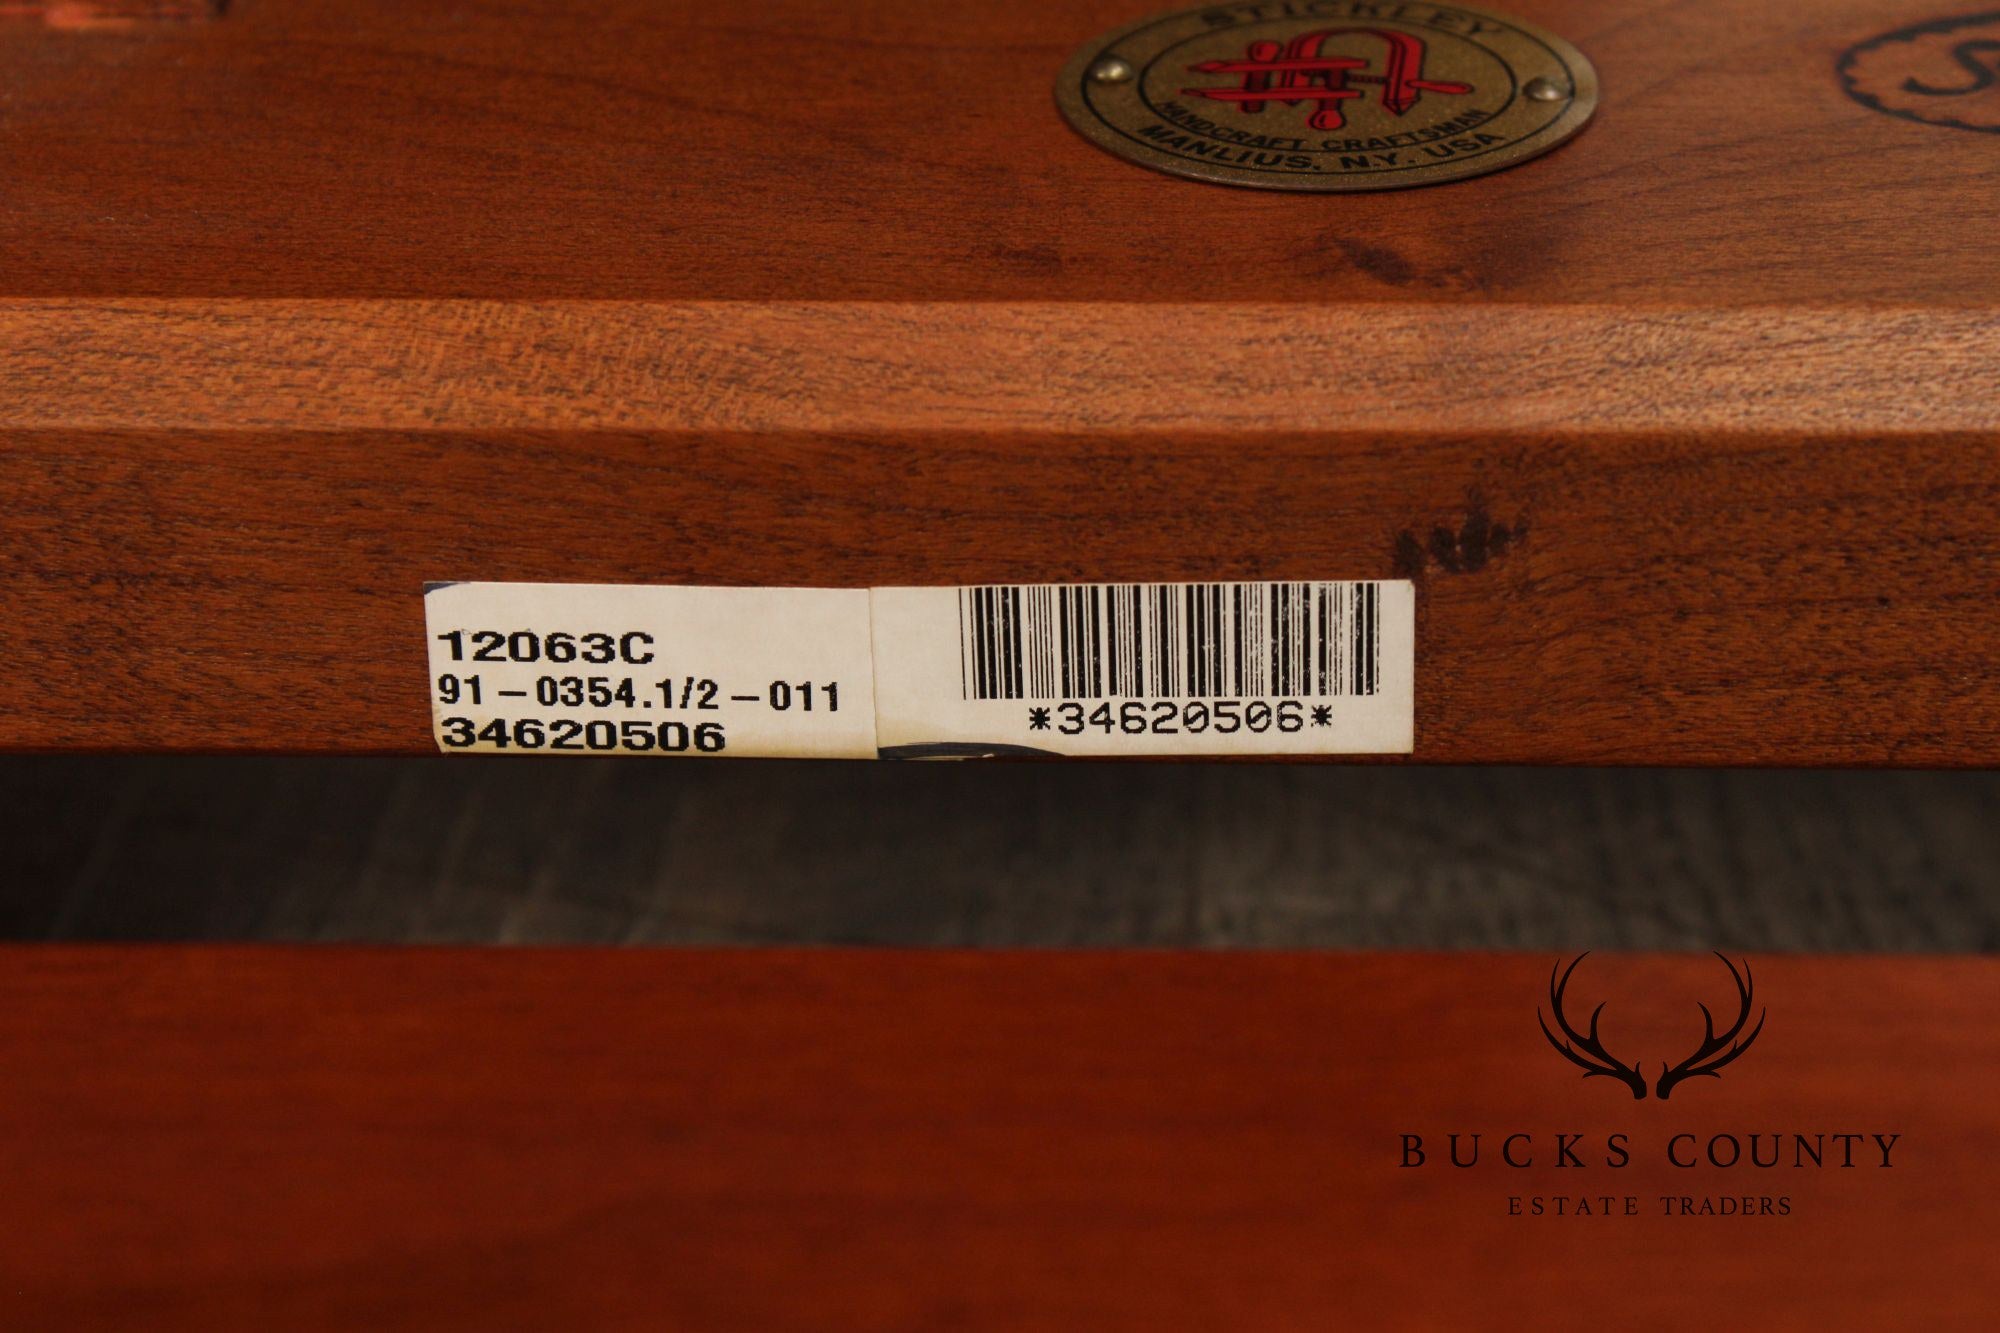 STICKLEY
HANDCRAFT CRAFTSMAN
MANLIUS, N.Y. USA
12063C
91-0354.1/2-011
34620506
*34620506*
BUCKS COUNTY
ESTATE TRADERS